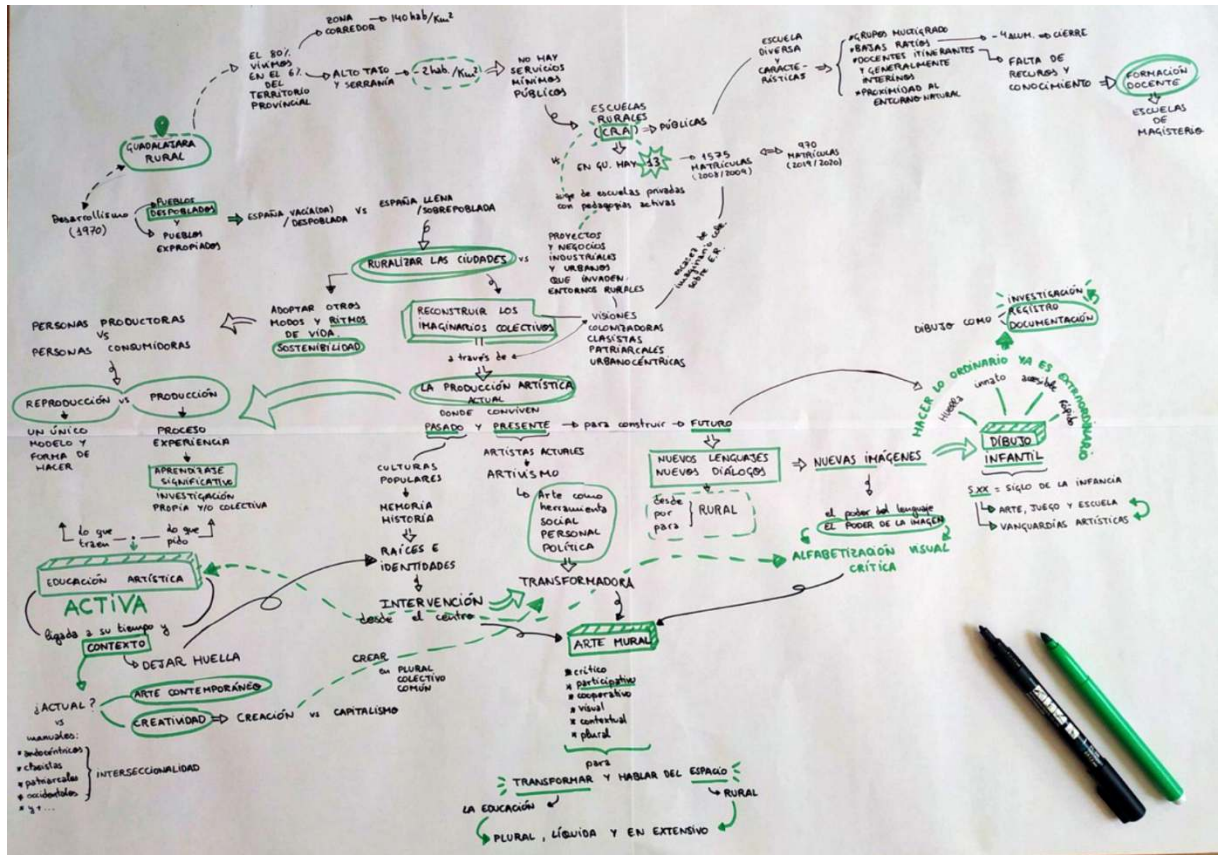 ZONA
CORREDOR → 140 hab/Km²
EL 80%
VIVIMOS
EN EL 6%
DEL
TERRITORIO
PROVINCIAL
ALTO TAJO
Y SERRANÍA
-2 hab./Km²
NO HAY
SERVICIOS
MÍNIMOS
PÚBLICOS
ESCUELAS
RURALES
(CRA) ⇒ PÚBLICAS
EN GU. HAY 13
1575
MATRÍCULAS
(2008/2009)
970
MATRÍCULAS
(2019/2020)
VS
auge de escuelas privadas
con pedagogías activas
ESCUELA
DIVERSA
Y
CARACTE-
RÍSTICAS
*GRUPOS MULTIGRADO
*BAJAS RATIOS
*DOCENTES ITINERANTES
Y GENERALMENTE
INTERINOS
*PROXIMIDAD AL
ENTORNO NATURAL
-4 ALUM. ⇒ CIERRE
FALTA DE
RECURSOS Y
CONOCIMIENTO
FORMACIÓN
DOCENTE
ESCUELAS
DE
MAGISTERIO
GUADALAJARA
RURAL
Desarrollismo
(1970)
PUEBLOS
DESPOBLADOS
Y
PUEBLOS
EXPROPIADOS
ESPAÑA VACÍA(DA)
/DESPOBLADA
VS
ESPAÑA LLENA
/SOBREPOBLADA
RURALIZAR LAS CIUDADES
VS
PROYECTOS
Y NEGOCIOS
INDUSTRIALES
Y URBANOS
QUE INVADEN
ENTORNOS RURALES
VISIONES
COLONIZADORAS
CLASISTAS
PATRIARCALES
URBANOCÉNTRICAS
sobre E.R.
ADOPTAR OTROS
MODOS Y RITMOS
DE VIDA.
SOSTENIBILIDAD
RECONSTRUIR LOS
IMAGINARIOS COLECTIVOS
a través de
PERSONAS PRODUCTORAS
VS
PERSONAS CONSUMIDORAS
REPRODUCCIÓN VS PRODUCCIÓN
UN ÚNICO
MODELO Y
FORMA DE
HACER
PROCESO
EXPERIENCIA
APRENDIZAJE
SIGNIFICATIVO
INVESTIGACIÓN
PROPIA Y/O COLECTIVA
LA PRODUCCIÓN ARTÍSTICA
ACTUAL
DONDE CONVIVEN
PASADO Y PRESENTE → para construir → FUTURO
CULTURAS
POPULARES
MEMORIA
HISTORIA
RAÍCES E
IDENTIDADES
INTERVENCIÓN
desde el centro
ARTISTAS ACTUALES
ARTIVISMO
Arte como
herramienta
SOCIAL
PERSONAL
POLÍTICA
TRANSFORMADORA
NUEVOS LENGUAJES
NUEVOS DIÁLOGOS
desde
por
para
RURAL
NUEVAS IMÁGENES
el poder del lenguaje
EL PODER DE LA IMAGEN
ALFABETIZACIÓN VISUAL
CRÍTICA
DIBUJO COMO
INVESTIGACIÓN
REGISTRO
DOCUMENTACIÓN
HACER LO ORDINARIO YA ES EXTRAORDINARIO
Huella
innato
accesible
rápido
DIBUJO
INFANTIL
S.XX = SIGLO DE LA INFANCIA
ARTE, JUEGO Y ESCUELA
VANGUARDIAS ARTÍSTICAS
lo que
traen
lo que
pido
EDUCACIÓN ARTÍSTICA
ACTIVA
ligada a su tiempo y
CONTEXTO
DEJAR HUELLA
¿ACTUAL?
VS
manuales:
*androcéntricos
*clasistas
*patriarcales
*occidentales
* y +...
INTERSECCIONALIDAD
ARTE CONTEMPORÁNEO
CREATIVIDAD ⇒ CREACIÓN VS CAPITALISMO
CREAR
en PLURAL
COLECTIVO
COMÚN
ARTE MURAL
*crítico
*participativo
*cooperativo
*visual
*contextual
*plural
para
TRANSFORMAR Y HABLAR DEL ESPACIO
RURAL
LA EDUCACIÓN
PLURAL, LÍQUIDA Y EN EXTENSIVO